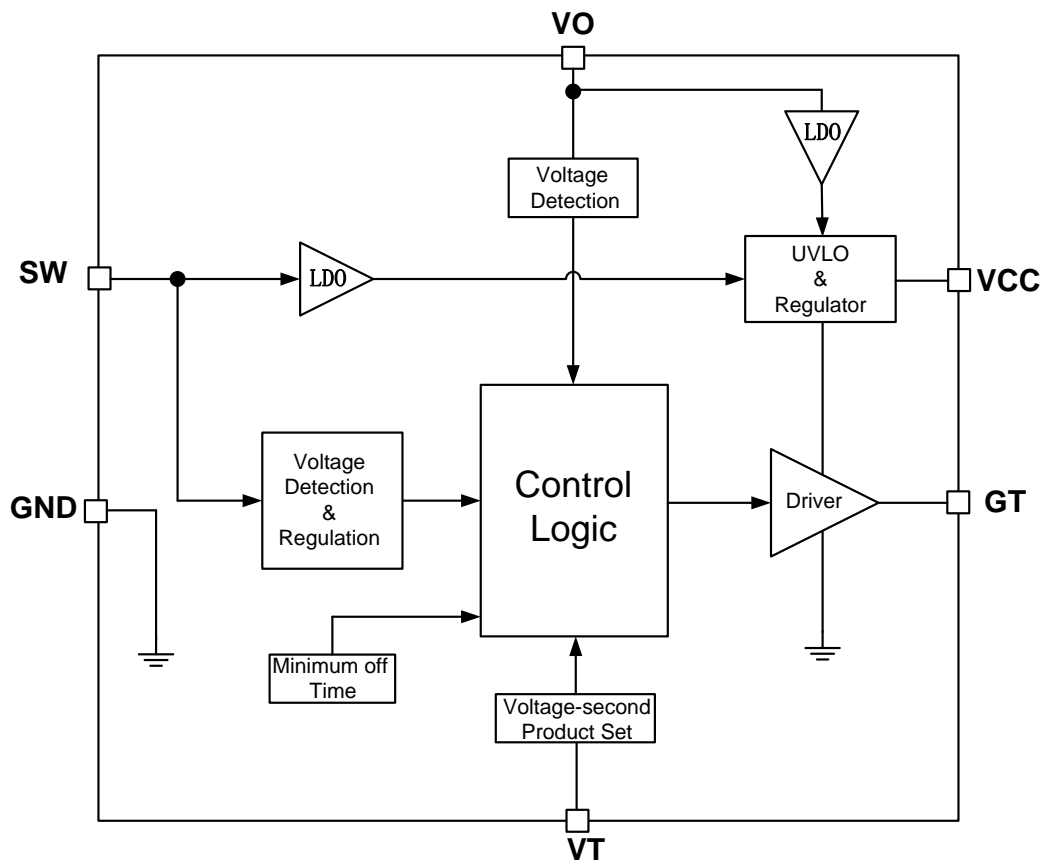 VO
LDO
Voltage
Detection
SW
LDO
UVLO
&
Regulator
VCC
Voltage
Detection
&
Regulation
Control
Logic
Driver
GND
GT
Minimum off
Time
Voltage-second
Product Set
VT